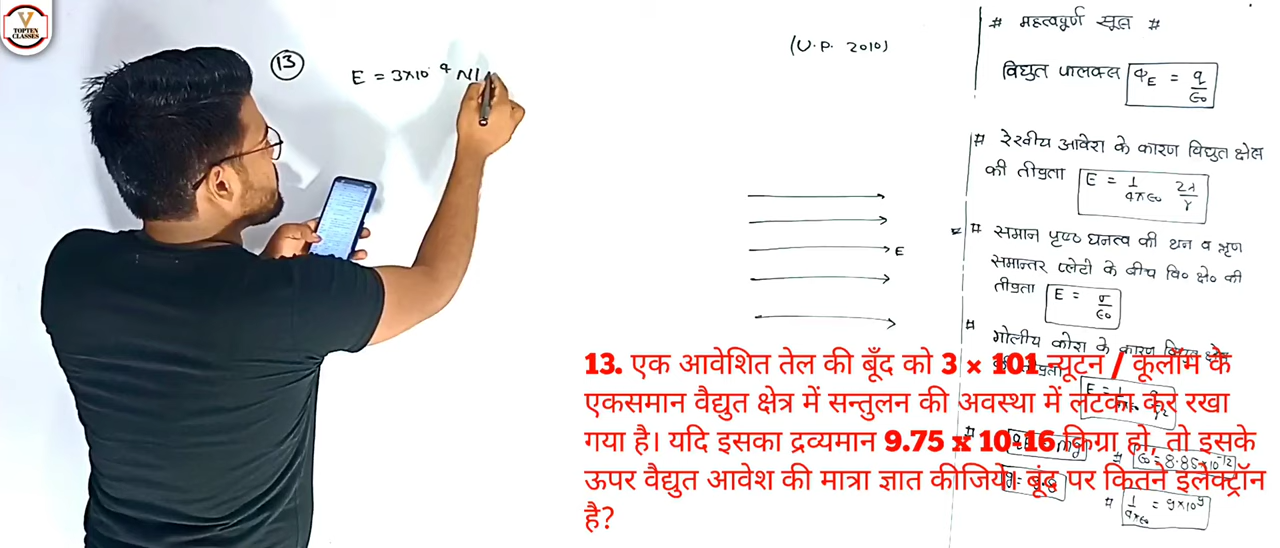 V
TOPTEN
CLASSES
13
E = 3×10⁴ N/
(U.P. 2010)
E
# महत्वपूर्ण सूत्र #
विद्युत फ्लक्स ΦE = q/ϵ₀
# रेखीय आवेश के कारण विद्युत क्षेत्र
की तीव्रता E = 1/4πϵ₀ 2λ/r
# समान पृष्ठ घनत्व की धन व ऋण
समान्तर प्लेटो के बीच वि० क्षे० की
तीव्रता E = σ/ϵ₀
# गोलीय कोश के कारण
# ϵ₀ = 8.85×10⁻¹²
# 1/4πϵ₀ = 9×10⁹
13. एक आवेशित तेल की बूँद को 3 × 101 न्यूटन / कूलॉम के
एकसमान वैद्युत क्षेत्र में सन्तुलन की अवस्था में लटका कर रखा
गया है। यदि इसका द्रव्यमान 9.75 x 10-16 किग्रा हो, तो इसके
ऊपर वैद्युत आवेश की मात्रा ज्ञात कीजिये। बूंद पर कितने इलेक्ट्रॉन
है?